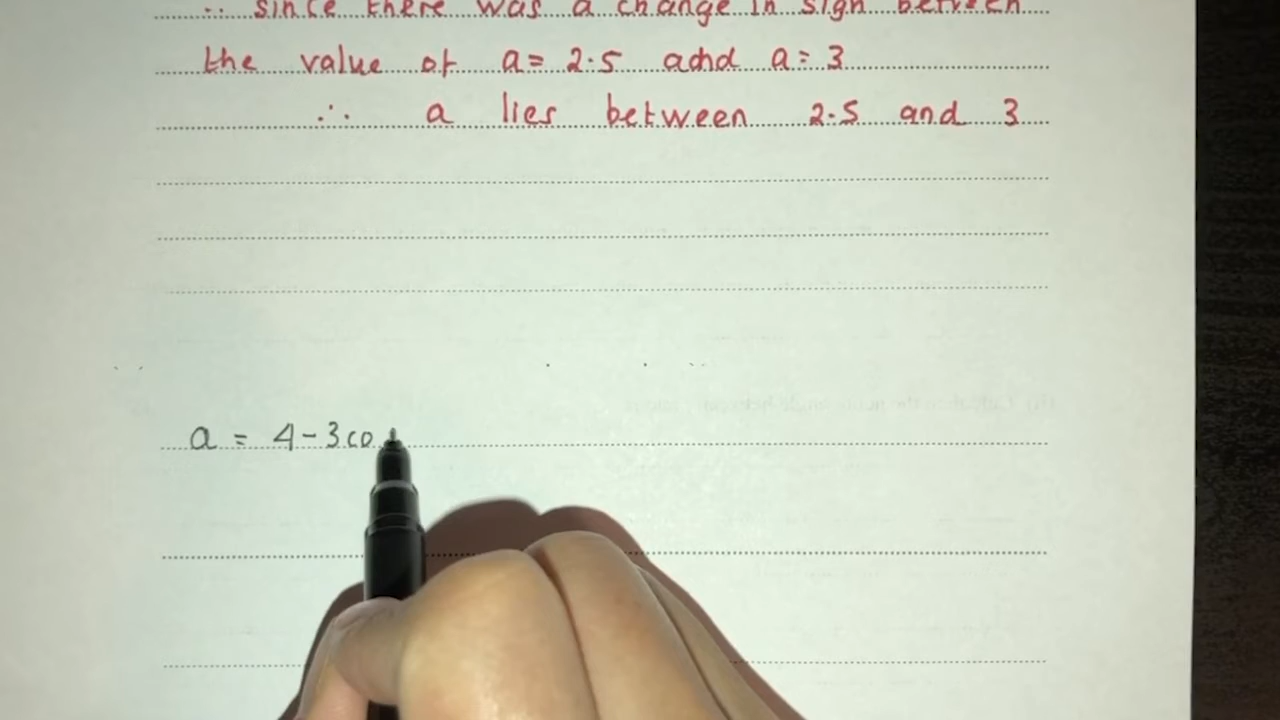 ∴ since there was a change in sign between
the value of a = 2.5 and a = 3
∴ a lies between 2.5 and 3
a = 4 - 3co